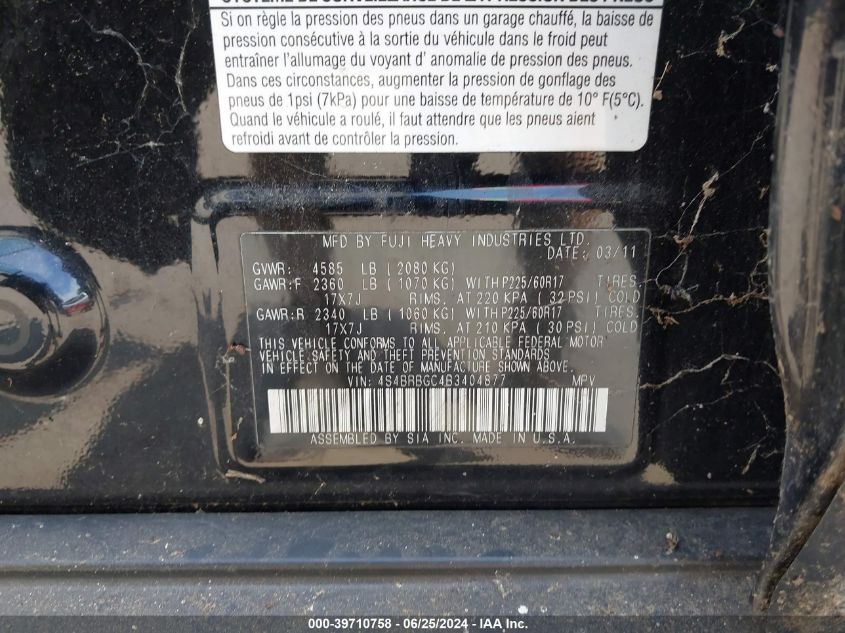 SYSTÈME DE SURVEILLANCE DE LA PRESSION DES PNEUS
Si on règle la pression des pneus dans un garage chauffé, la baisse de
pression consécutive à la sortie du véhicule dans le froid peut
entraîner l'allumage du voyant d' anomalie de pression des pneus.
Dans ces circonstances, augmenter la pression de gonflage des
pneus de 1psi (7kPa) pour une baisse de température de 10° F(5°C).
Quand le véhicule a roulé, il faut attendre que les pneus aient
refroidi avant de contrôler la pression.
MFD BY FUJI HEAVY INDUSTRIES LTD.
DATE: 03/11
GVWR: 4585 LB ( 2080 KG)
GAWR:F 2360 LB ( 1070 KG) WITH P225/60R17 TIRES,
17X7J RIMS, AT 220 KPA ( 32 PSI) COLD
GAWR:R 2340 LB ( 1060 KG) WITH P225/60R17 TIRES,
17X7J RIMS, AT 210 KPA ( 30 PSI) COLD
THIS VEHICLE CONFORMS TO ALL APPLICABLE FEDERAL MOTOR
VEHICLE SAFETY AND THEFT PREVENTION STANDARDS
IN EFFECT ON THE DATE OF MANUFACTURE SHOWN ABOVE.
VIN: 4S4BRBGC4B3404877 MPV
ASSEMBLED BY SIA INC. MADE IN U.S.A.
000-39710758 - 06/25/2024 - IAA Inc.